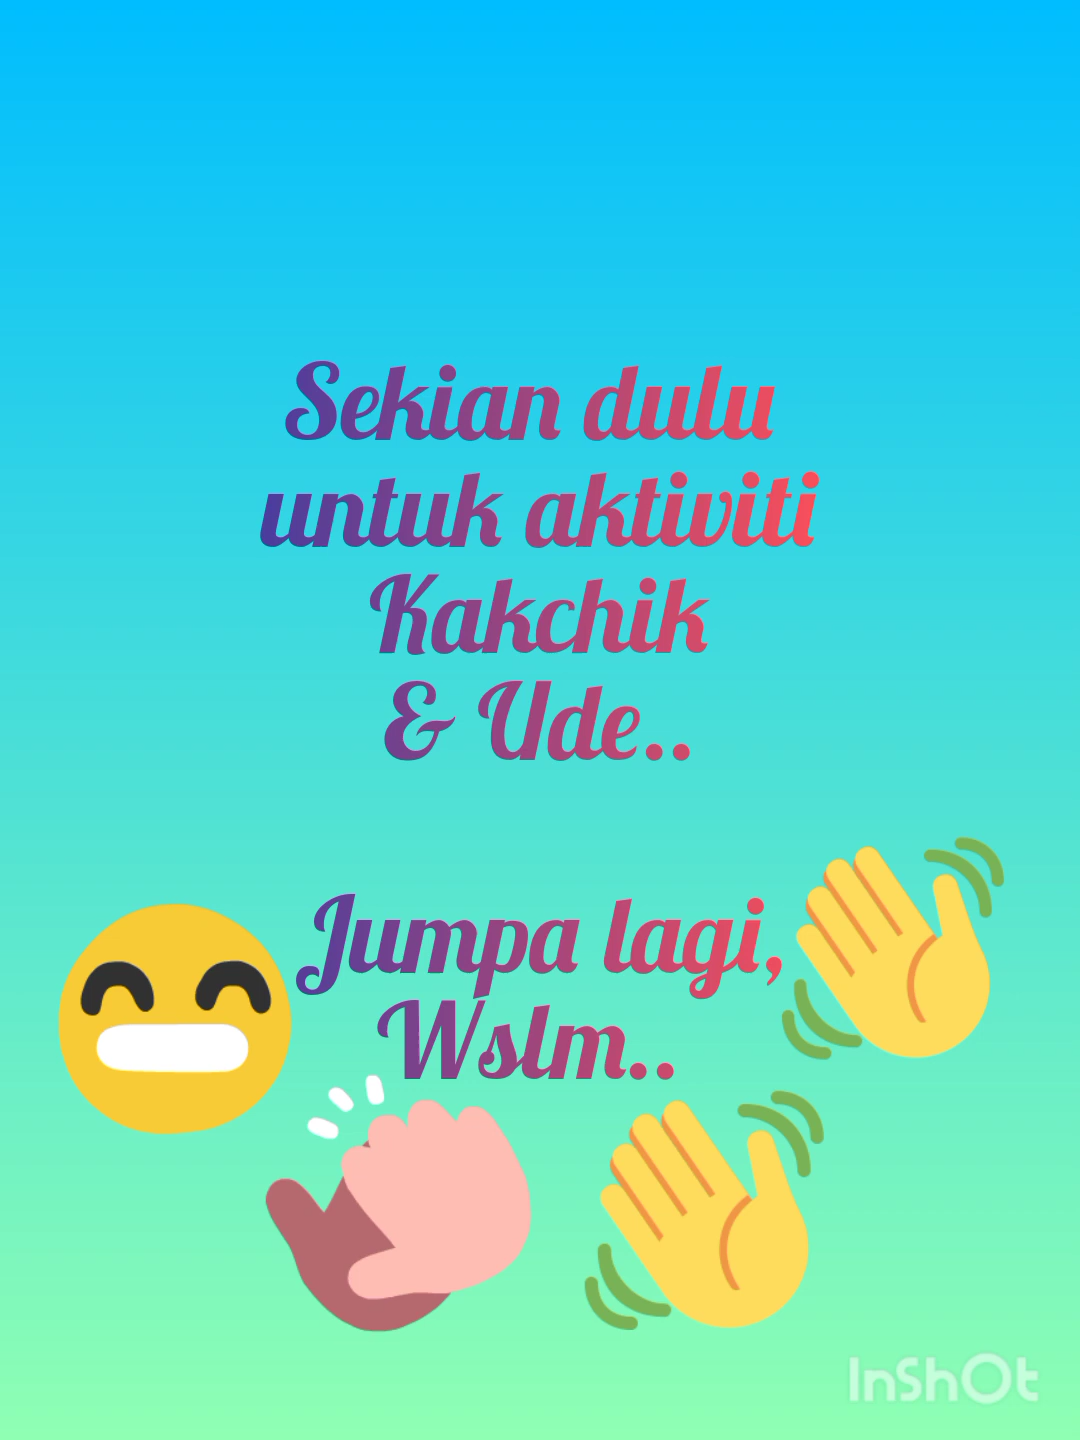 Sekian dulu
untuk aktiviti
Kakchik
& Ude..
Jumpa lagi,
Wslm..
InShOt